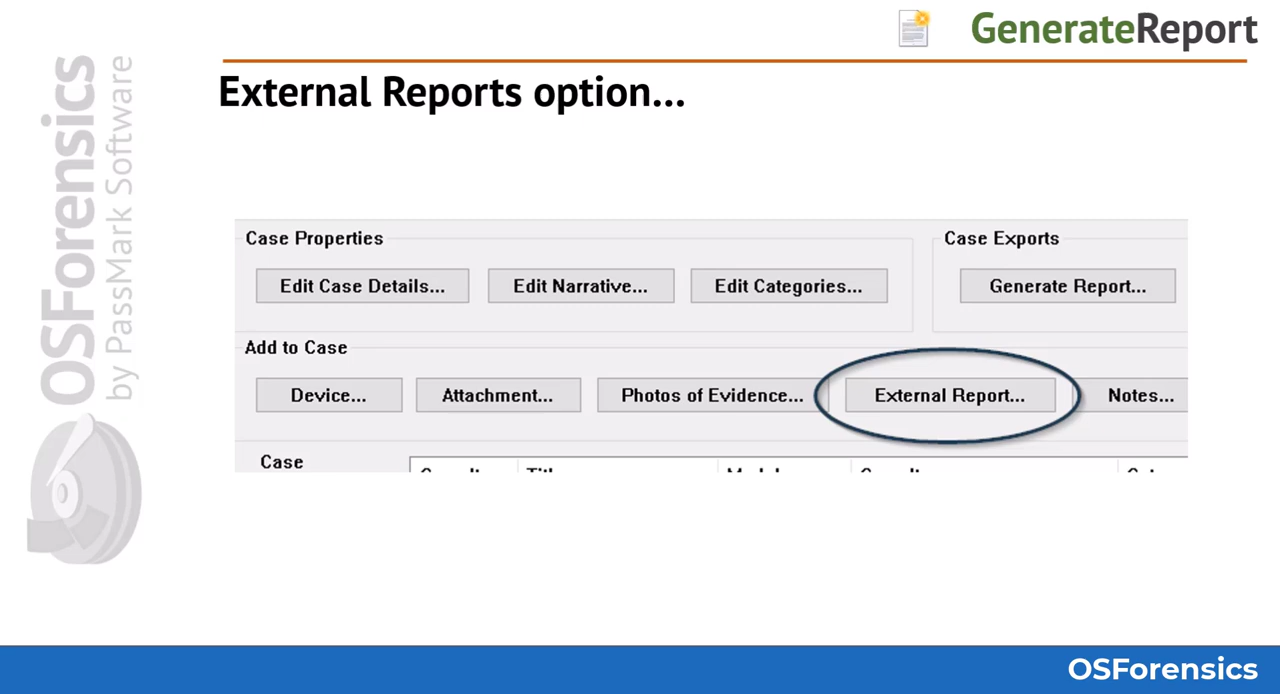 GenerateReport
External Reports option...
OSForensics
by PassMark Software
Case Properties
Case Exports
Edit Case Details...
Edit Narrative...
Edit Categories...
Generate Report...
Add to Case
Device...
Attachment...
Photos of Evidence...
External Report...
Notes...
Case
Title
OSForensics